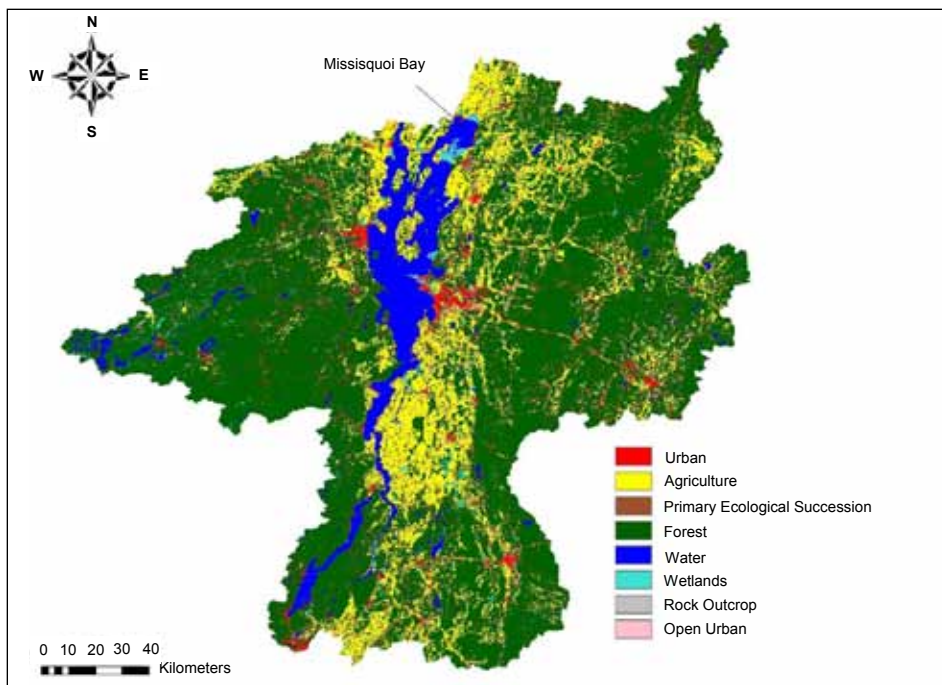 N
W E
S
Missisquoi Bay
Urban
Agriculture
Primary Ecological Succession
Forest
Water
Wetlands
Rock Outcrop
Open Urban
0 10 20 30 40
Kilometers